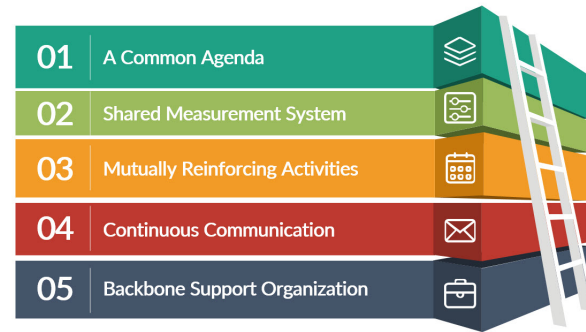 01 A Common Agenda
02 Shared Measurement System
03 Mutually Reinforcing Activities
04 Continuous Communication
05 Backbone Support Organization